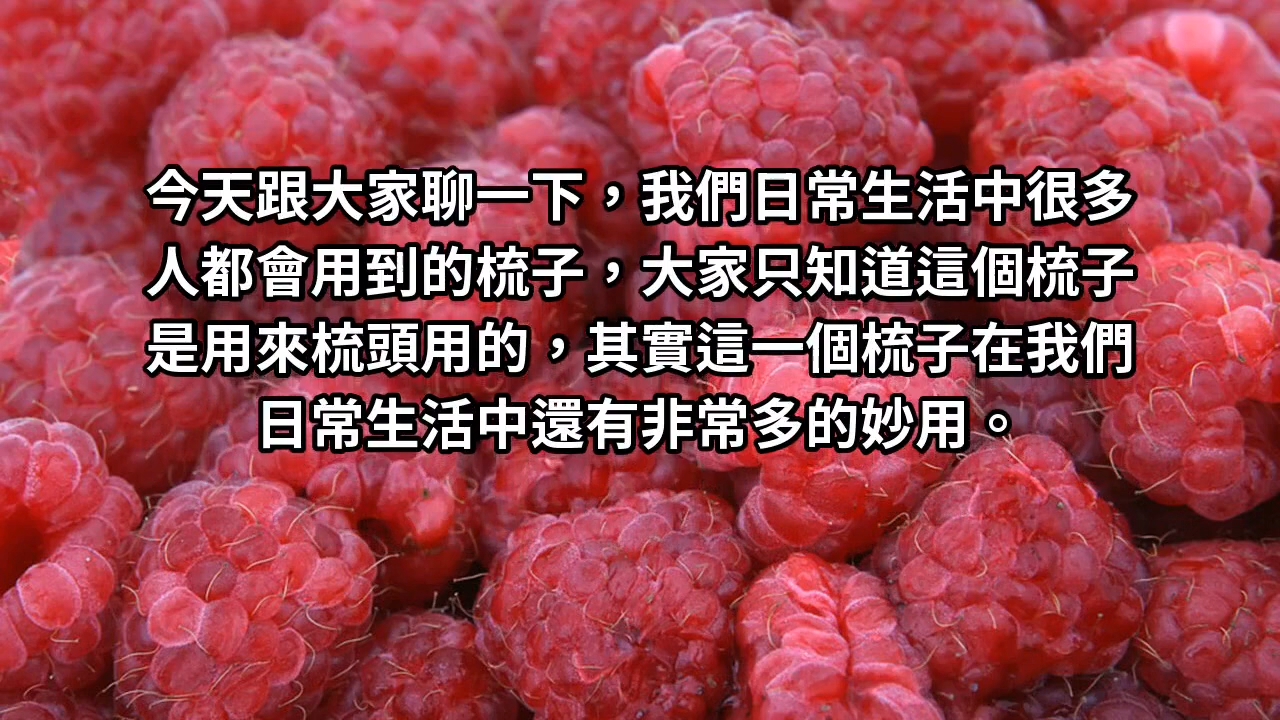 今天跟大家聊一下，我們日常生活中很多
人都會用到的梳子，大家只知道這個梳子
是用來梳頭用的，其實這一個梳子在我們
日常生活中還有非常多的妙用。